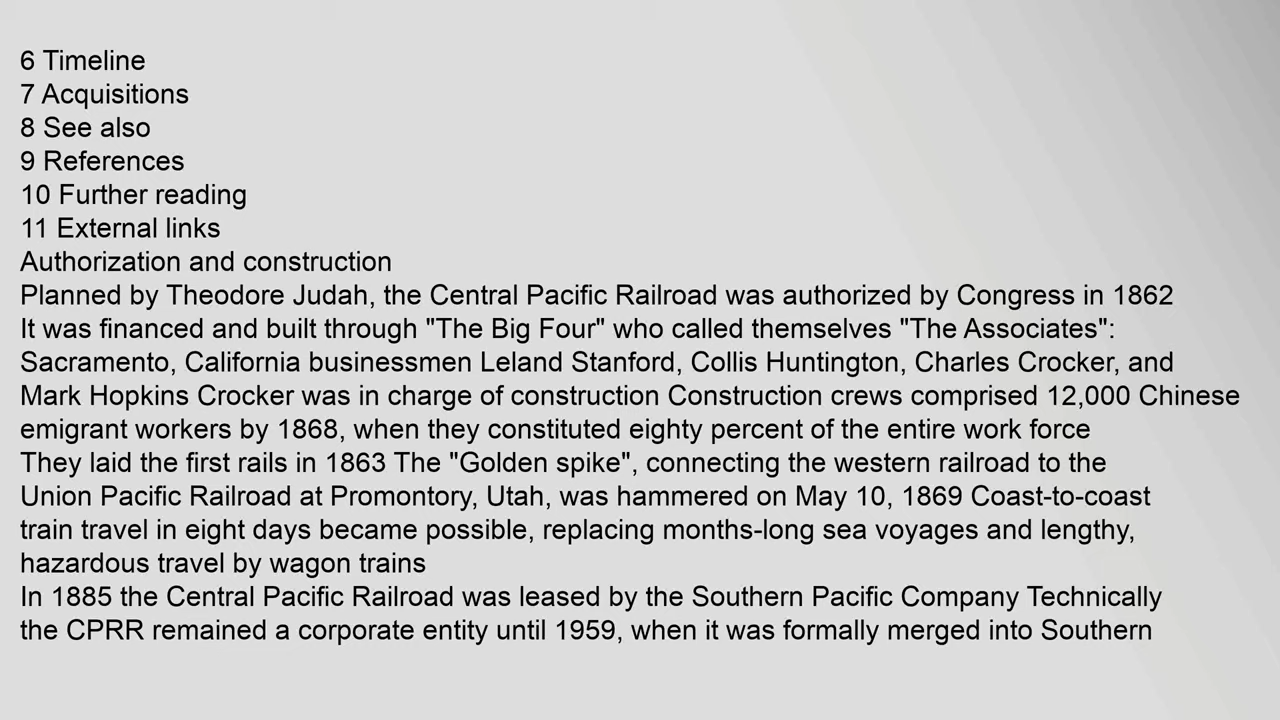 6 Timeline
7 Acquisitions
8 See also
9 References
10 Further reading
11 External links
Authorization and construction
Planned by Theodore Judah, the Central Pacific Railroad was authorized by Congress in 1862
It was financed and built through "The Big Four" who called themselves "The Associates":
Sacramento, California businessmen Leland Stanford, Collis Huntington, Charles Crocker, and
Mark Hopkins Crocker was in charge of construction Construction crews comprised 12,000 Chinese
emigrant workers by 1868, when they constituted eighty percent of the entire work force
They laid the first rails in 1863 The "Golden spike", connecting the western railroad to the
Union Pacific Railroad at Promontory, Utah, was hammered on May 10, 1869 Coast-to-coast
train travel in eight days became possible, replacing months-long sea voyages and lengthy,
hazardous travel by wagon trains
In 1885 the Central Pacific Railroad was leased by the Southern Pacific Company Technically
the CPRR remained a corporate entity until 1959, when it was formally merged into Southern